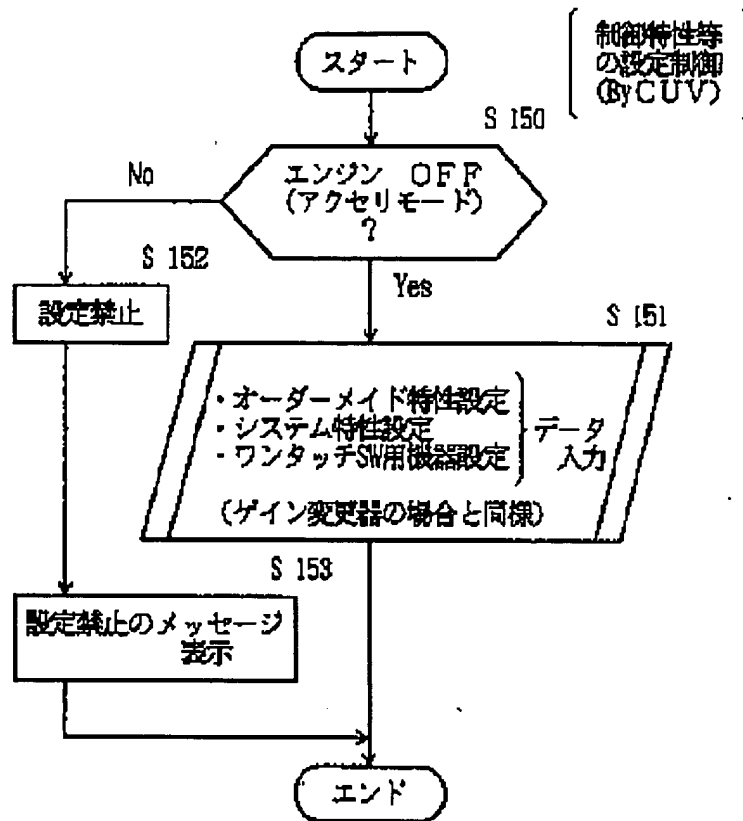 スタート
制御特性等
の設定制御
(By CUV)
S 150
エンジン OFF
(アクセリモード)
?
No
Yes
S 152
設定禁止
S 151
・オーダーメイド特性設定
・システム特性設定
・ワンタッチSW用機器設定
データ
入力
(ゲイン変更器の場合と同様)
S 153
設定禁止のメッセージ
表示
エンド